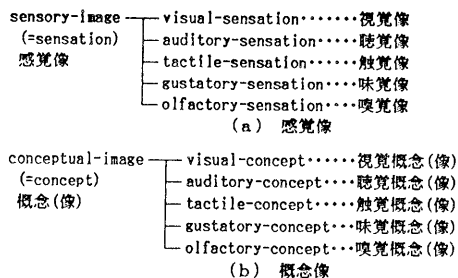 sensory-image visual-sensation・・・・・・視覚像
(=sensation) auditory-sensation・・・・聴覚像
感覚像 tactile-sensation・・・・・触覚像
gustatory-sensation・・・・味覚像
olfactory-sensation・・・・嗅覚像
(a) 感覚像
conceptual-image visual-concept・・・・・・視覚概念(像)
(=concept) auditory-concept・・・・聴覚概念(像)
概念(像) tactile-concept・・・・・触覚概念(像)
gustatory-concept・・・・味覚概念(像)
olfactory-concept・・・・嗅覚概念(像)
(b) 概念像